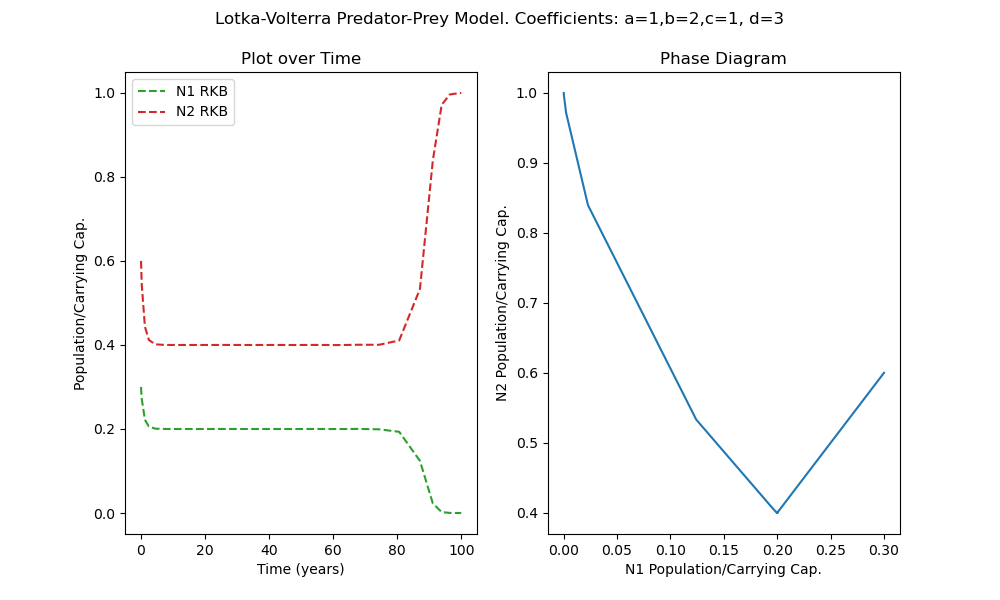 Lotka-Volterra Predator-Prey Model. Coefficients: a=1,b=2,c=1, d=3
Plot over Time
N1 RKB
N2 RKB
Population/Carrying Cap.
1.0
0.8
0.6
0.4
0.2
0.0
0
20
40
60
80
100
Time (years)
Phase Diagram
N2 Population/Carrying Cap.
1.0
0.9
0.8
0.7
0.6
0.5
0.4
0.00
0.05
0.10
0.15
0.20
0.25
0.30
N1 Population/Carrying Cap.